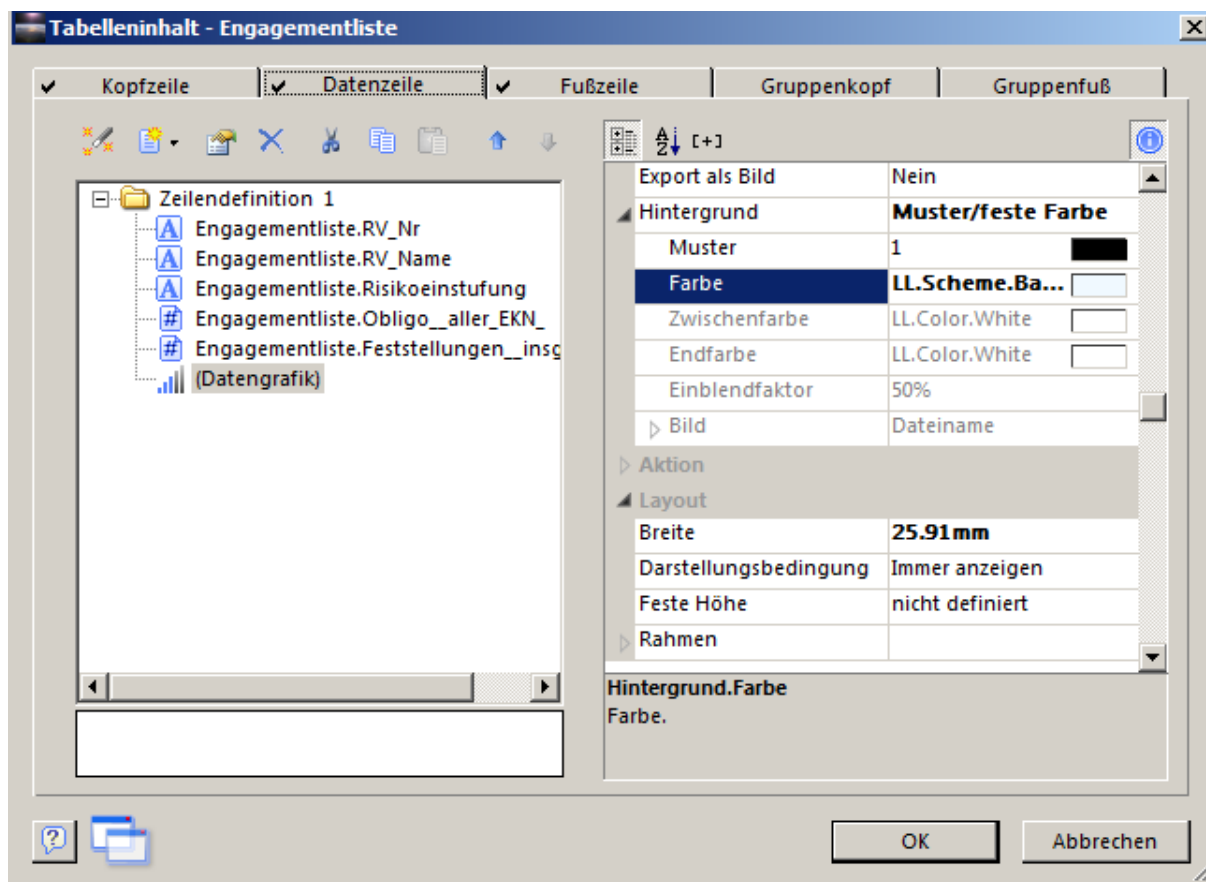 Tabelleninhalt - Engagementliste
Kopfzeile Datenzeile Fußzeile Gruppenkopf Gruppenfuß
Zeilendefinition 1
Engagementliste.RV_Nr
Engagementliste.RV_Name
Engagementliste.Risikoeinstufung
Engagementliste.Obligo__aller_EKN_
Engagementliste.Feststellungen__insg
(Datengrafik)
[+]
Export als Bild Nein
Hintergrund Muster/feste Farbe
Muster 1
Farbe LL.Scheme.Ba...
Zwischenfarbe LL.Color.White
Endfarbe LL.Color.White
Einblendfaktor 50%
Bild Dateiname
Aktion
Layout
Breite 25.91mm
Darstellungsbedingung Immer anzeigen
Feste Höhe nicht definiert
Rahmen
Hintergrund.Farbe
Farbe.
OK Abbrechen